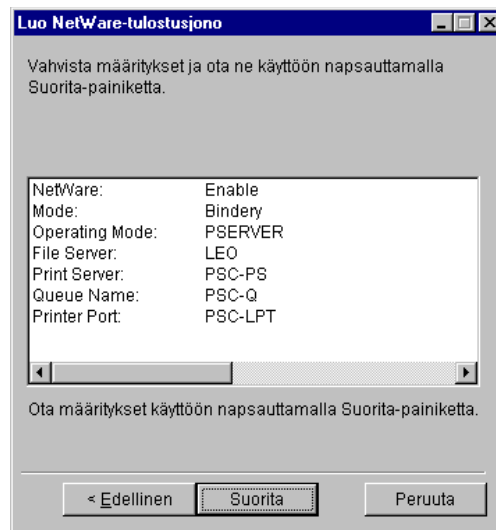 Luo NetWare-tulostusjono
Vahvista määritykset ja ota ne käyttöön napsauttamalla
Suorita-painiketta.
NetWare: Enable
Mode: Bindery
Operating Mode: PSERVER
File Server: LEO
Print Server: PSC-PS
Queue Name: PSC-Q
Printer Port: PSC-LPT
Ota määritykset käyttöön napsauttamalla Suorita-painiketta.
< Edellinen Suorita Peruuta